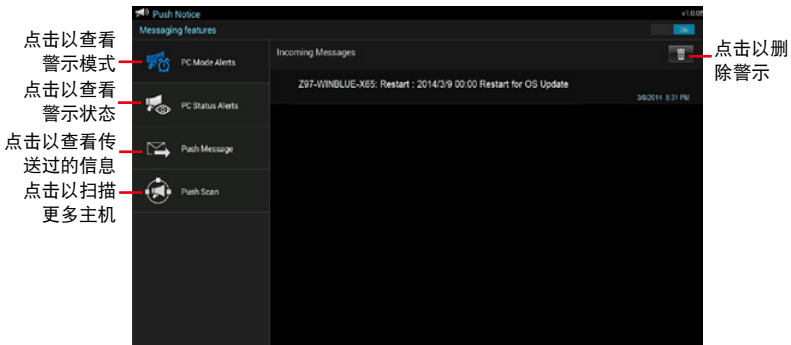 Push Notice
v1.0.05
Messaging features
ON
点击以查看
警示模式
PC Mode Alerts
Incoming Messages
点击以删
除警示
Z97-WINBLUE-X65: Restart : 2014/3/9 00:00 Restart for OS Update
3/9/2014 8:31 PM
点击以查看
警示状态
PC Status Alerts
点击以查看传
送过的信息
Push Message
点击以扫描
更多主机
Push Scan